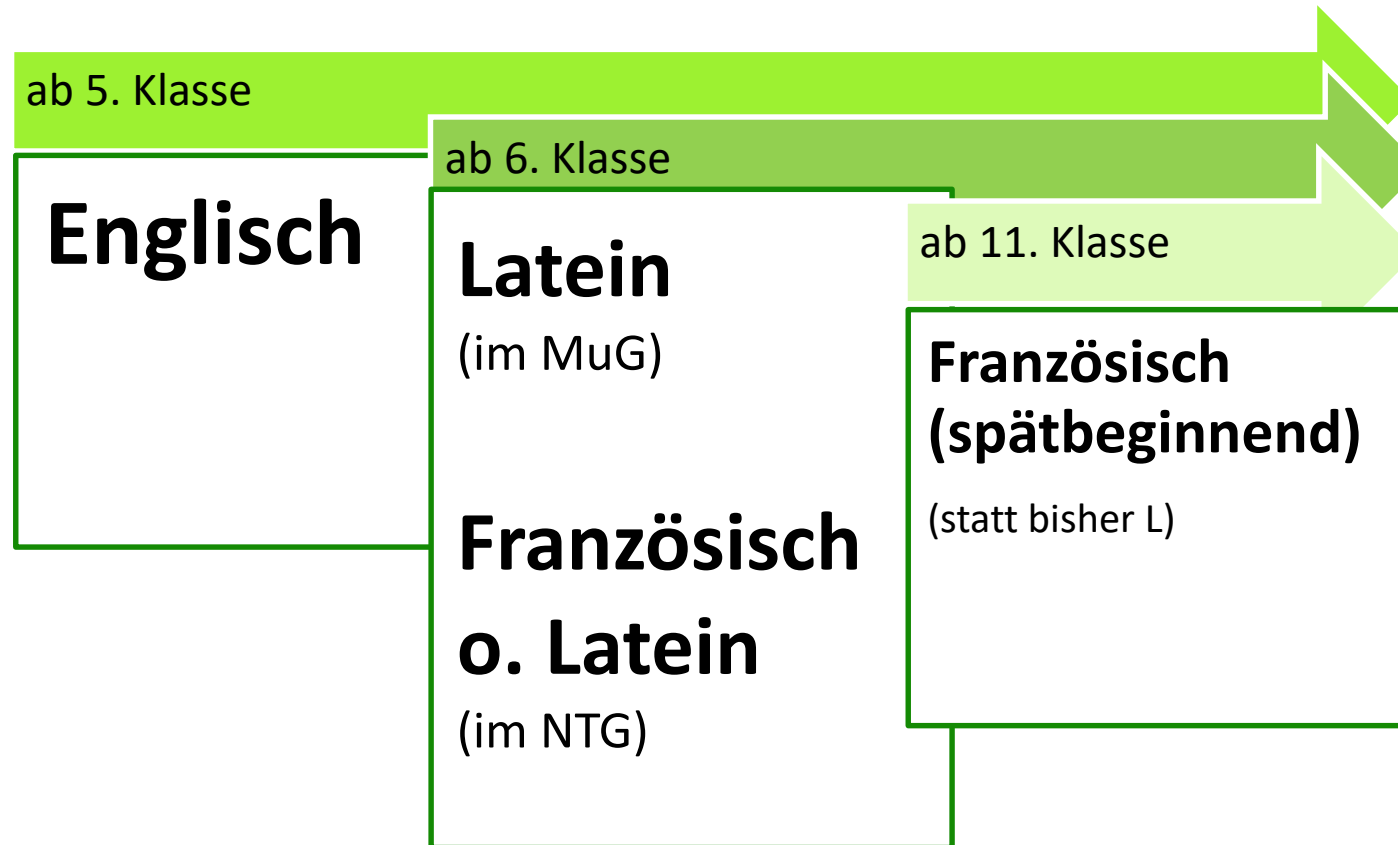 ab 5. Klasse
Englisch
ab 6. Klasse
Latein
(im MuG)
Französisch
o. Latein
(im NTG)
ab 11. Klasse
Französisch
(spätbeginnend)
(statt bisher L)